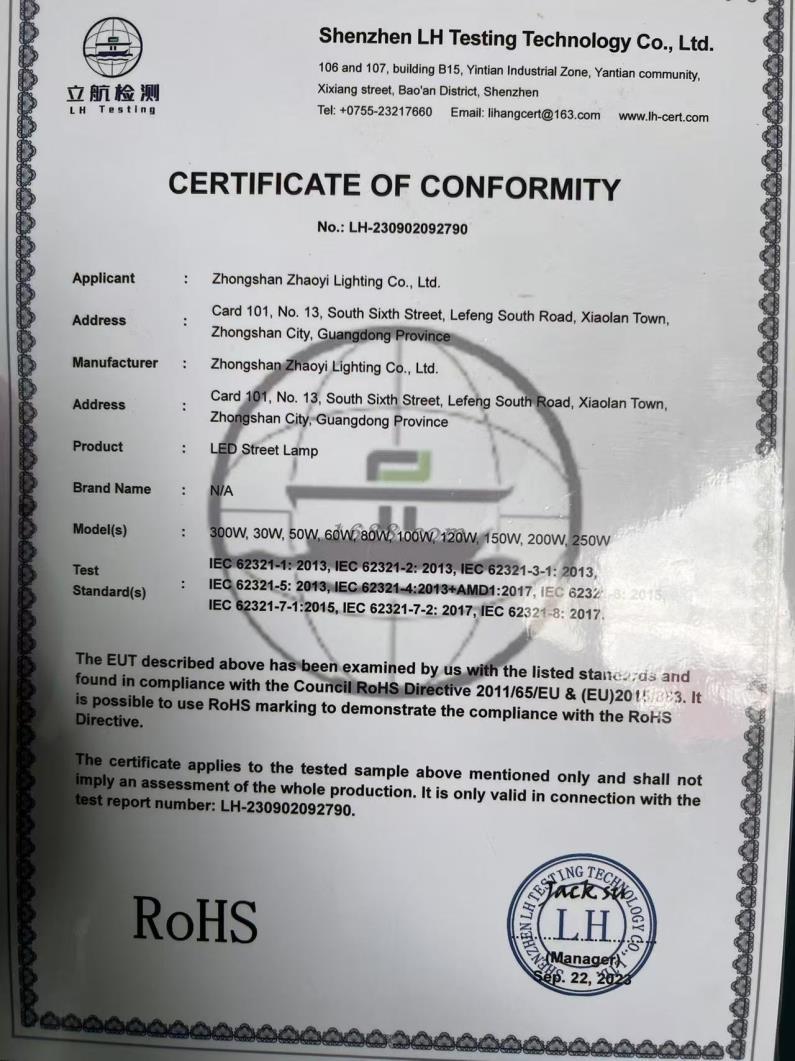 立航检测
LH Testing
Shenzhen LH Testing Technology Co., Ltd.
106 and 107, building B15, Yintian Industrial Zone, Yantian community,
Xixiang street, Bao'an District, Shenzhen
Tel: +0755-23217660 Email: lihangcert@163.com www.lh-cert.com
CERTIFICATE OF CONFORMITY
No.: LH-230902092790
Applicant : Zhongshan Zhaoyi Lighting Co., Ltd.
Address : Card 101, No. 13, South Sixth Street, Lefeng South Road, Xiaolan Town,
Zhongshan City, Guangdong Province
Manufacturer : Zhongshan Zhaoyi Lighting Co., Ltd.
Address : Card 101, No. 13, South Sixth Street, Lefeng South Road, Xiaolan Town,
Zhongshan City, Guangdong Province
Product : LED Street Lamp
Brand Name : N/A
Model(s) : 300W, 30W, 50W, 60W, 80W, 100W, 120W, 150W, 200W, 250W
1688.com
Test Standard(s) : IEC 62321-1: 2013, IEC 62321-2: 2013, IEC 62321-3-1: 2013,
IEC 62321-5: 2013, IEC 62321-4:2013+AMD1:2017, IEC 2015,
IEC 62321-7-1:2015, IEC 62321-7-2: 2017, IEC 62321-8: 2017.
The EUT described above has been examined by us with the listed standards and
found in compliance with the Council RoHS Directive 2011/65/EU & It
is possible to use RoHS marking to demonstrate the compliance with the RoHS
Directive.
The certificate applies to the tested sample above mentioned only and shall not
imply an assessment of the whole production. It is only valid in connection with the
test report number: LH-230902092790.
RoHS
SHENZHEN LH TESTING TECHNOLOGY CO., LTD.
Jack su
LH
(Manager)
Sep. 22, 2023